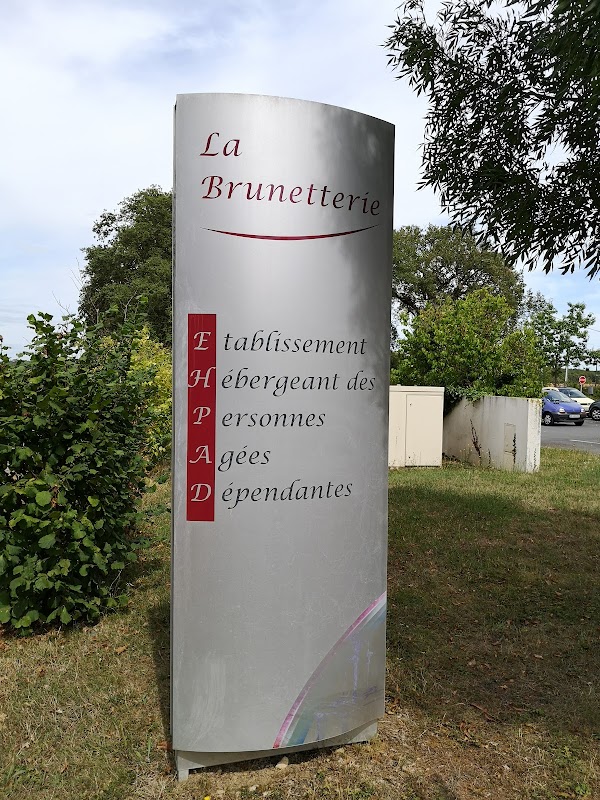 La
Brunetterie
Etablissement
Hébergeant des
Personnes
Agées
Dépendantes